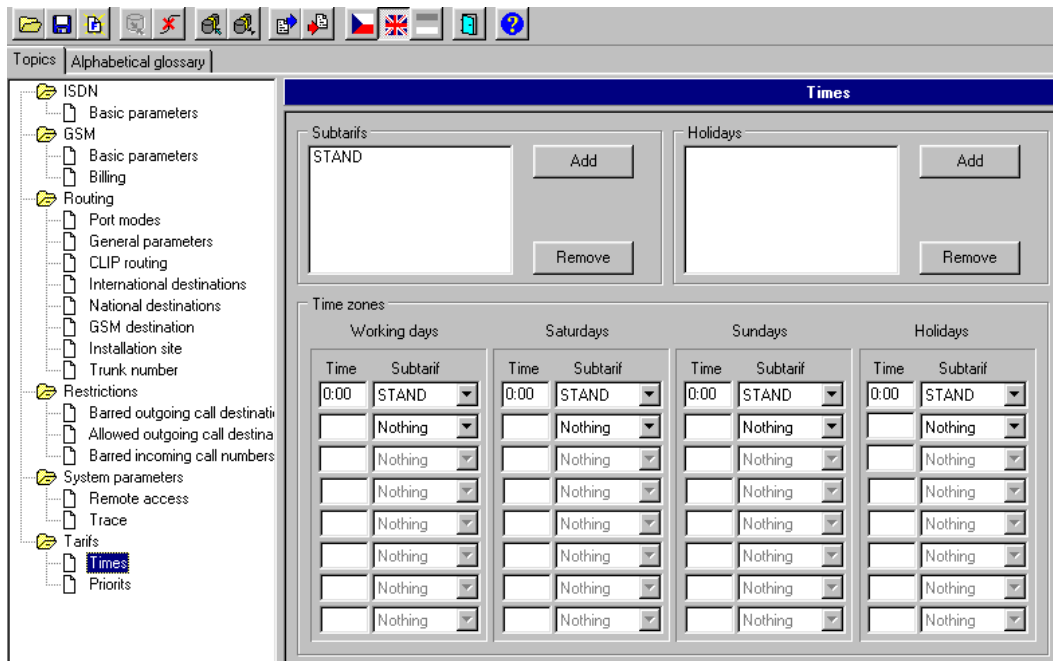 Topics Alphabetical glossary
ISDN
Basic parameters
GSM
Basic parameters
Billing
Routing
Port modes
General parameters
CLIP routing
International destinations
National destinations
GSM destination
Installation site
Trunk number
Restrictions
Barred outgoing call destinati
Allowed outgoing call destina
Barred incoming call numbers
System parameters
Remote access
Trace
Tarifs
Times
Priorits
Times
Subtarifs
STAND
Add
Remove
Holidays
Add
Remove
Time zones
Working days Saturdays Sundays Holidays
Time Subtarif Time Subtarif Time Subtarif Time Subtarif
0:00 STAND 0:00 STAND 0:00 STAND 0:00 STAND
Nothing Nothing Nothing Nothing
Nothing Nothing Nothing Nothing
Nothing Nothing Nothing Nothing
Nothing Nothing Nothing Nothing
Nothing Nothing Nothing Nothing
Nothing Nothing Nothing Nothing
Nothing Nothing Nothing Nothing